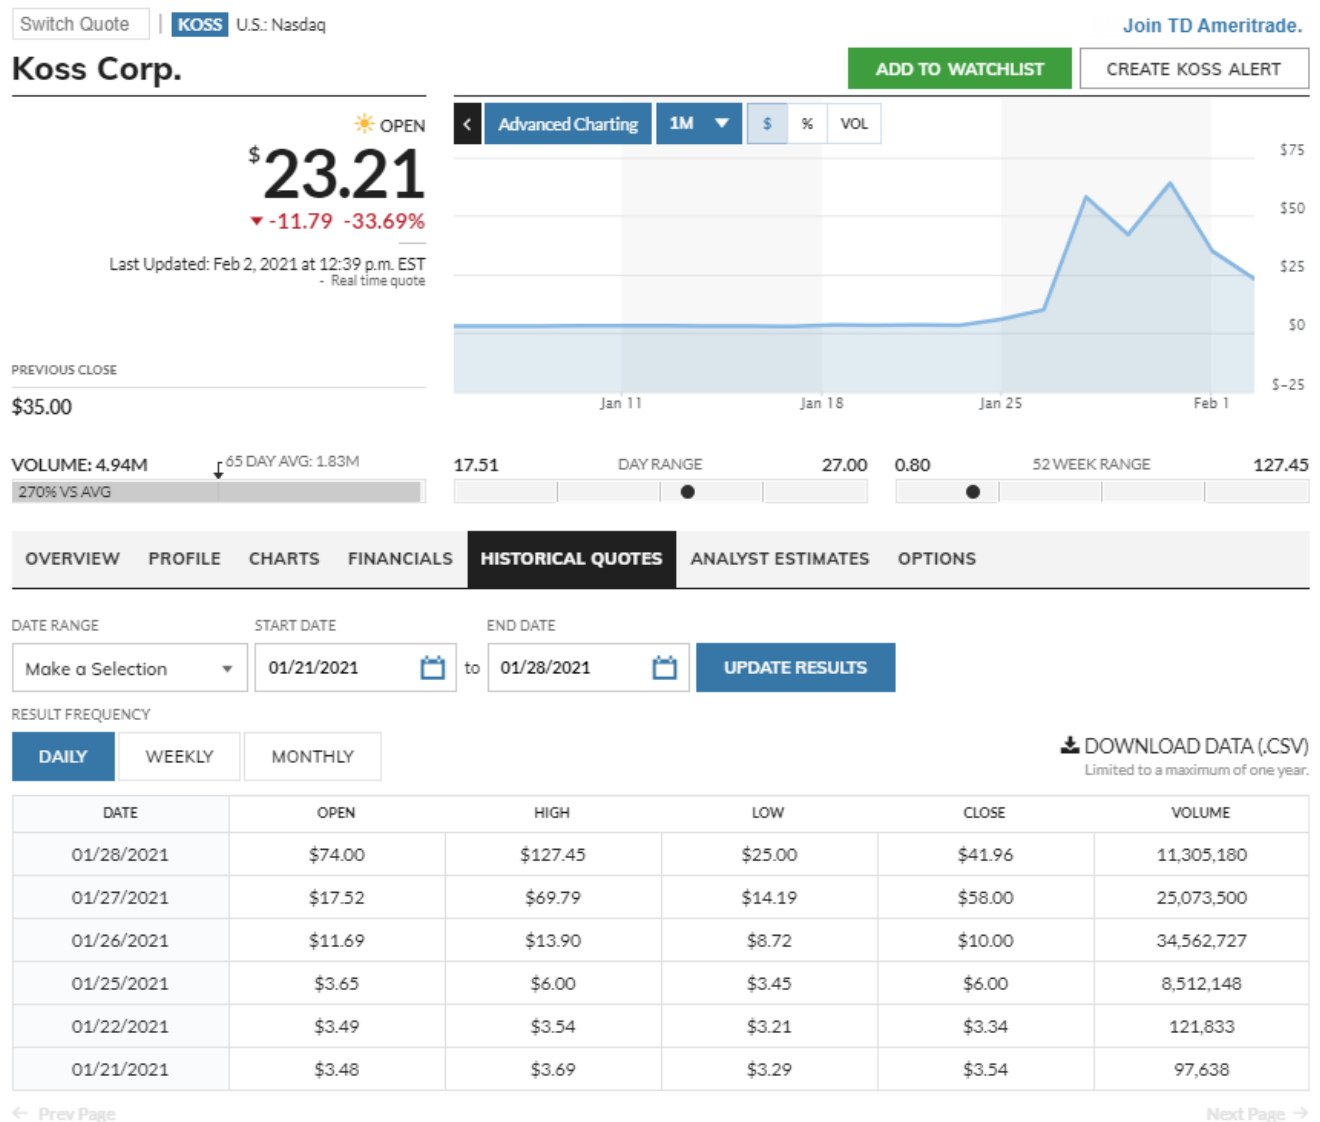 Switch Quote | KOSS U.S.: Nasdaq
Join TD Ameritrade.
Koss Corp.
ADD TO WATCHLIST CREATE KOSS ALERT
OPEN
$23.21
-11.79 -33.69%
Last Updated: Feb 2, 2021 at 12:39 p.m. EST
- Real time quote
PREVIOUS CLOSE
$35.00
< Advanced Charting 1M $ % VOL
$75
$50
$25
$0
$-25
Jan 11 Jan 18 Jan 25 Feb 1
VOLUME: 4.94M 65 DAY AVG: 1.83M
270% VS AVG
17.51 DAY RANGE 27.00
0.80 52 WEEK RANGE 127.45
OVERVIEW PROFILE CHARTS FINANCIALS HISTORICAL QUOTES ANALYST ESTIMATES OPTIONS
DATE RANGE START DATE END DATE
Make a Selection 01/21/2021 to 01/28/2021 UPDATE RESULTS
RESULT FREQUENCY
DAILY WEEKLY MONTHLY
DOWNLOAD DATA (.CSV)
Limited to a maximum of one year.
DATE OPEN HIGH LOW CLOSE VOLUME
01/28/2021 $74.00 $127.45 $25.00 $41.96 11,305,180
01/27/2021 $17.52 $69.79 $14.19 $58.00 25,073,500
01/26/2021 $11.69 $13.90 $8.72 $10.00 34,562,727
01/25/2021 $3.65 $6.00 $3.45 $6.00 8,512,148
01/22/2021 $3.49 $3.54 $3.21 $3.34 121,833
01/21/2021 $3.48 $3.69 $3.29 $3.54 97,638
← Prev Page Next Page →